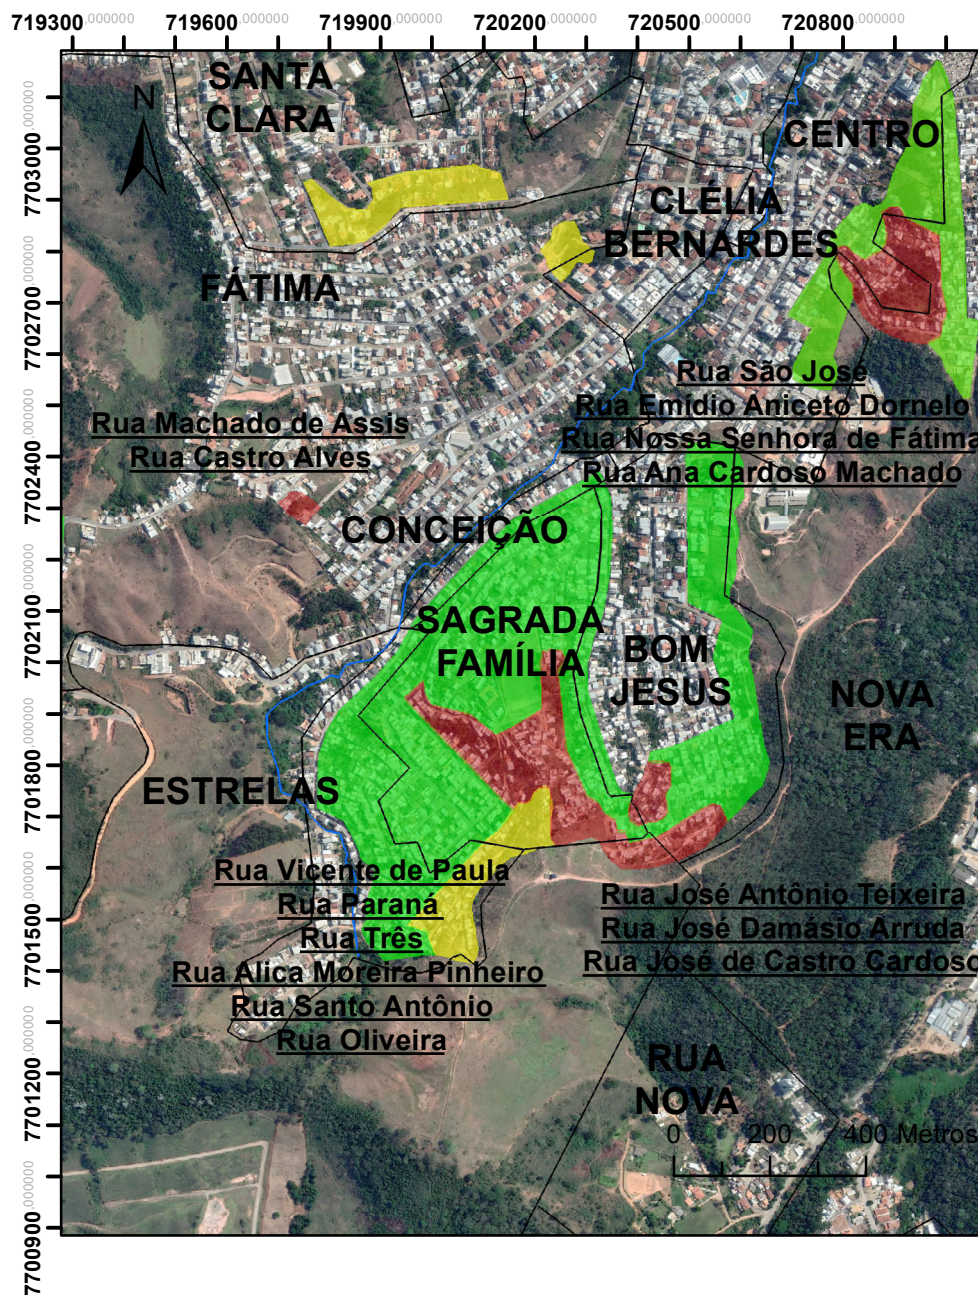 719300,000000 719600,000000 719900,000000 720200,000000 720500,000000 720800,000000
7703000,000000
7702700,000000
7702400,000000
7702100,000000
7701800,000000
7701500,000000
7701200,000000
7700900,000000
N
SANTA
CLARA
CENTRO
CLELIA
BERNARDES
FÁTIMA
Rua São José
Rua Emidio Aniceto Dornelo
Rua Nossa Senhora de Fátima
Rua Ana Cardoso Machado
Rua Machado de Assis
Rua Castro Alves
CONCEIÇÃO
SAGRADA
FAMÍLIA
BOM
JESUS
NOVA
ERA
ESTRELAS
Rua Vicente de Paula
Rua Paraná
Rua Três
Rua Alica Moreira Pinheiro
Rua Santo Antônio
Rua Oliveira
Rua José Antônio Teixeira
Rua José Damasio Arruda
Rua José de Castro Cardoso
RUA
NOVA
0 200 400 Metros